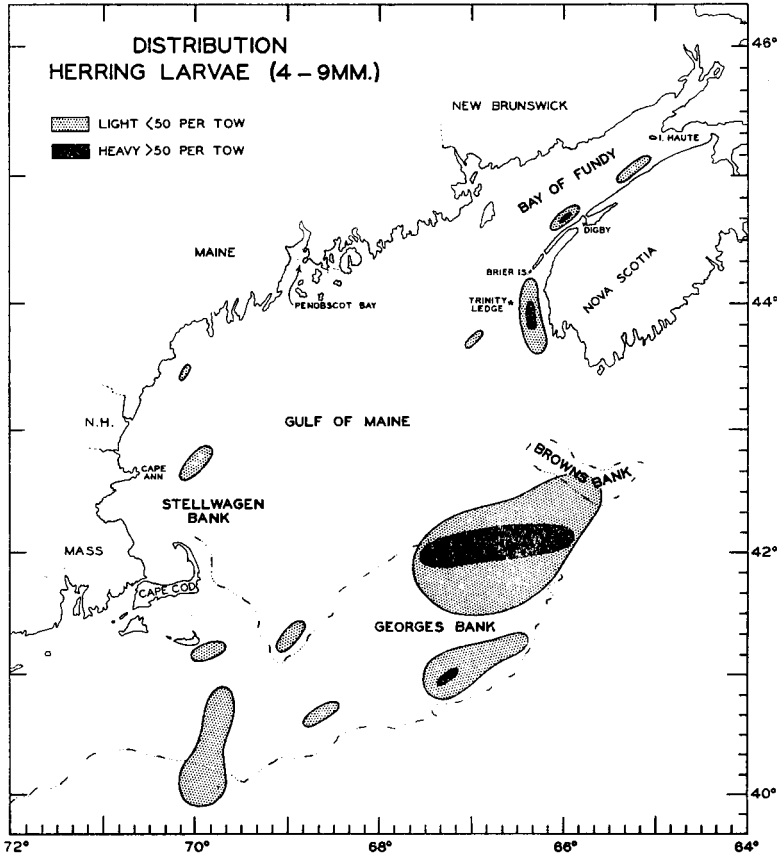 DISTRIBUTION
HERRING LARVAE (4 – 9MM.)
LIGHT <50 PER TOW
HEAVY >50 PER TOW
NEW BRUNSWICK
I. HAUTE
BAY OF FUNDY
DIGBY
MAINE
BRIER IS.
NOVA SCOTIA
PENOBSCOT BAY
TRINITY
LEDGE
N.H.
GULF OF MAINE
CAPE
ANN
BROWNS BANK
STELLWAGEN
BANK
MASS
CAPE COD
GEORGES BANK
46°
44°
42°
40°
72°
70°
68°
66°
64°